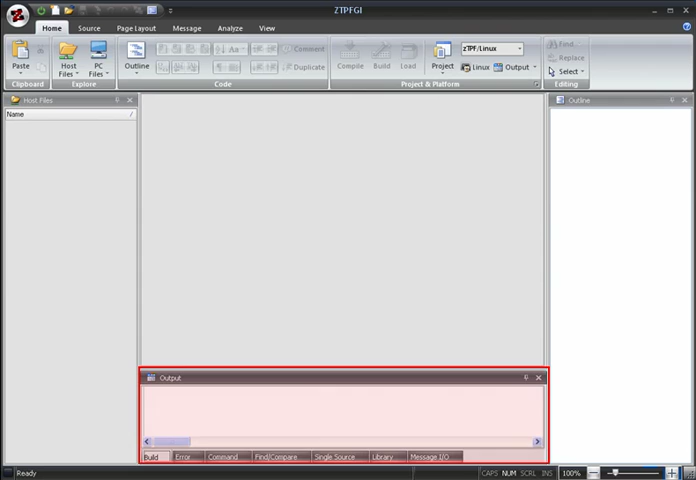 ZTPFGI
Home Source Page Layout Message Analyze View
Paste Host Files PC Files Outline Aa Comment Duplicate Compile Build Load Project zTPF/Linux Linux Output Find Replace Select
Clipboard Explore Code Project & Platform Editing
Host Files
Name /
Outline
Output
Build Error Command Find/Compare Single Source Library Message I/O
Ready CAPS NUM SCRL INS 100%